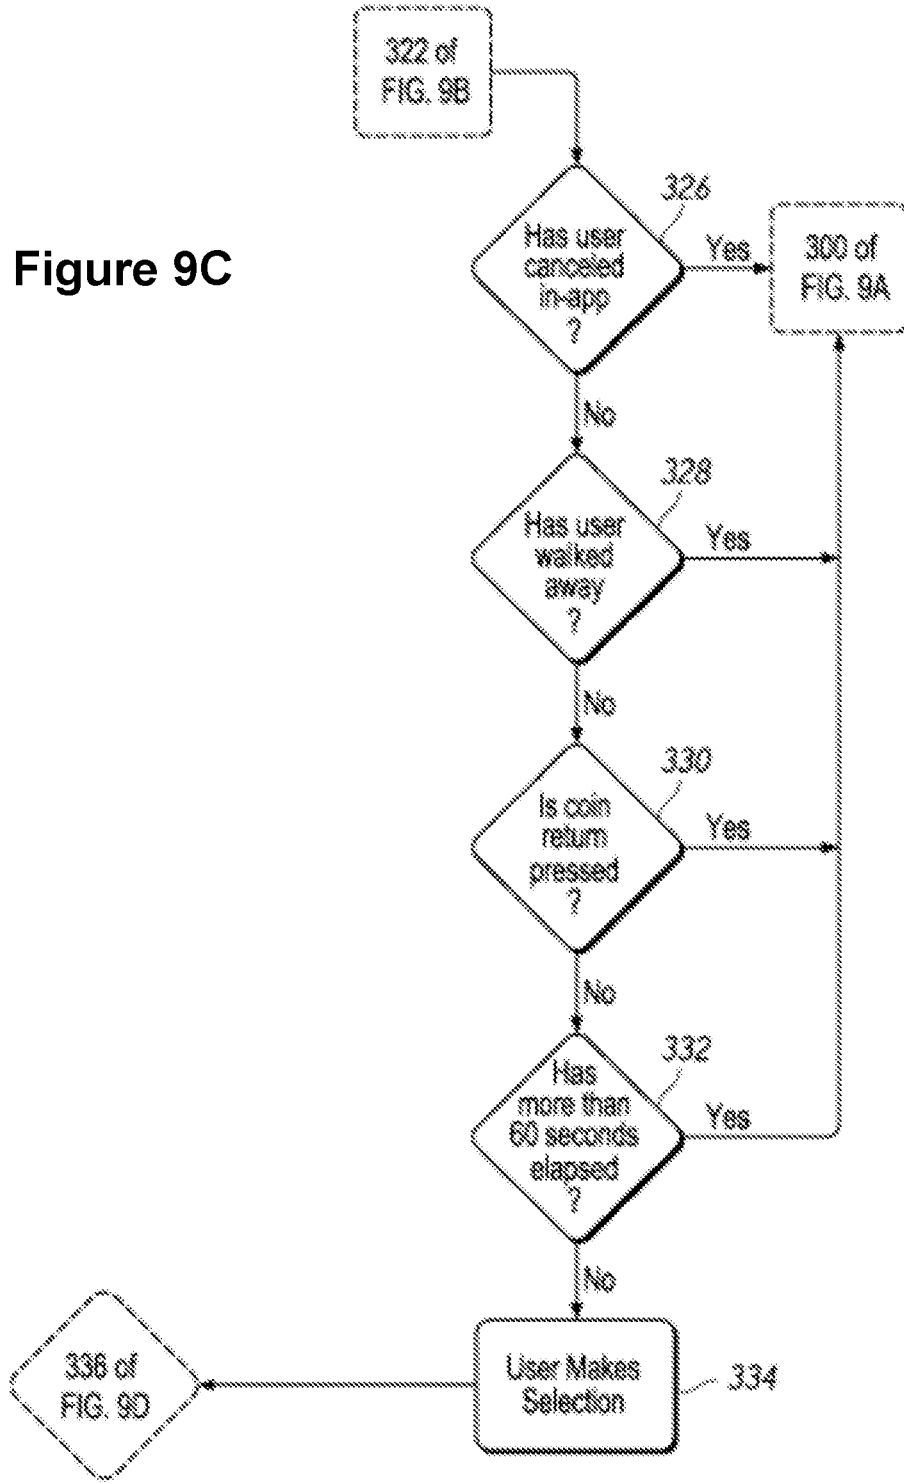 322 of
FIG. 9B
326
Figure 9C
Has user
canceled
in-app
?
Yes
300 of
FIG. 9A
No
328
Has user
walked
away
?
Yes
No
330
Is coin
return
pressed
?
Yes
No
332
Has
more than
60 seconds
elapsed
?
Yes
No
336 of
FIG. 9D
User Makes
Selection
334